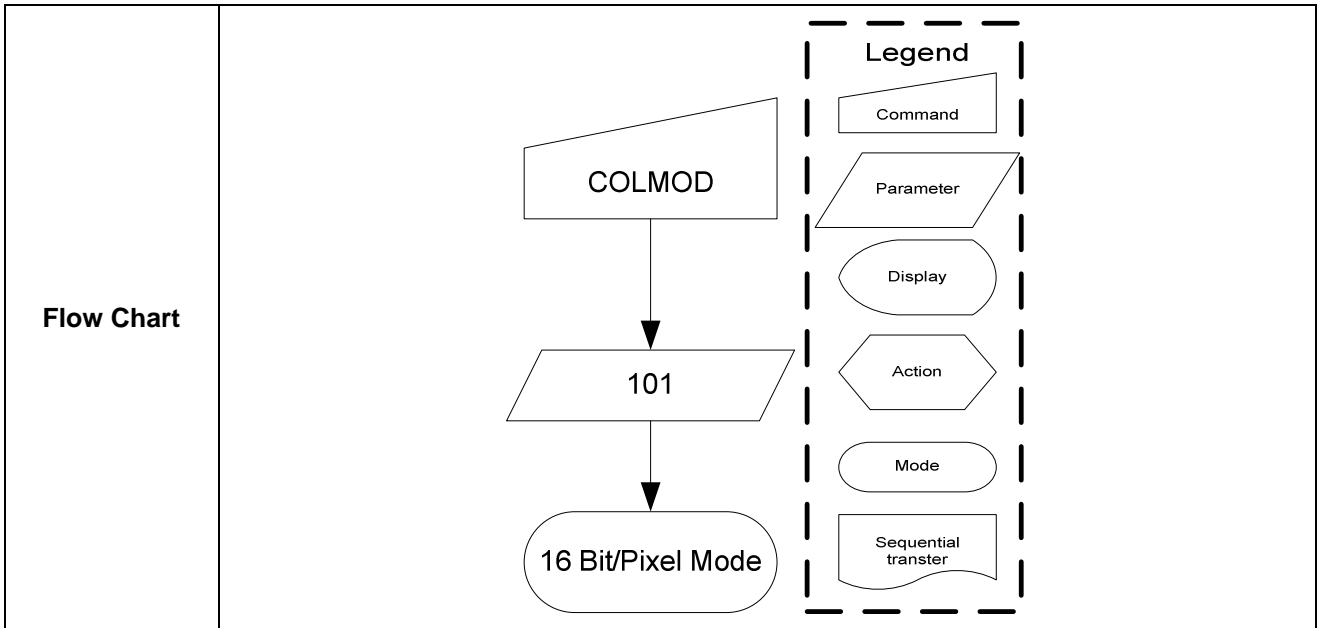 Flow Chart
COLMOD
101
16 Bit/Pixel Mode
Legend
Command
Parameter
Display
Action
Mode
Sequential
transter